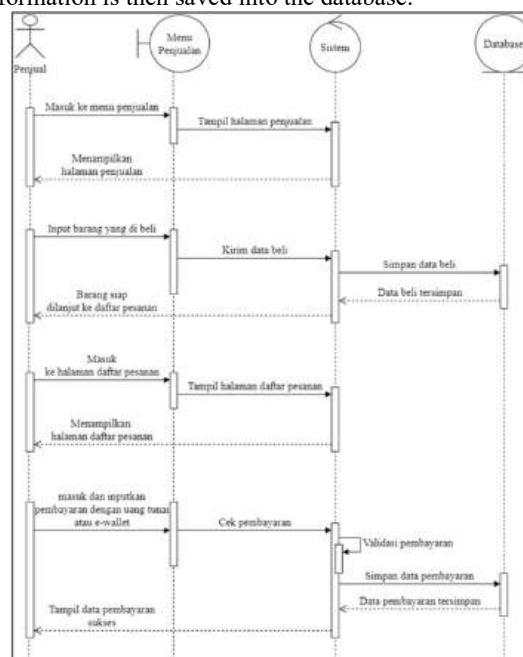 formation is then saved into the database.
Penjual
Menu
Penjualan
Sistem
Database
Masuk ke menu penjualan
Tampil halaman penjualan
Menampilkan
halaman penjualan
Input barang yang di beli
Kirim data beli
Simpan data beli
Data beli tersimpan
Barang siap
dilanjut ke daftar pesanan
Masuk
ke halaman daftar pesanan
Tampil halaman daftar pesanan
Menampilkan
halaman daftar pesanan
masuk dan inputkan
pembayaran dengan uang tunai
atau e-wallet
Cek pembayaran
Validasi pembayaran
Simpan data pembayaran
Data pembayaran tersimpan
Tampil data pembayaran
sukses